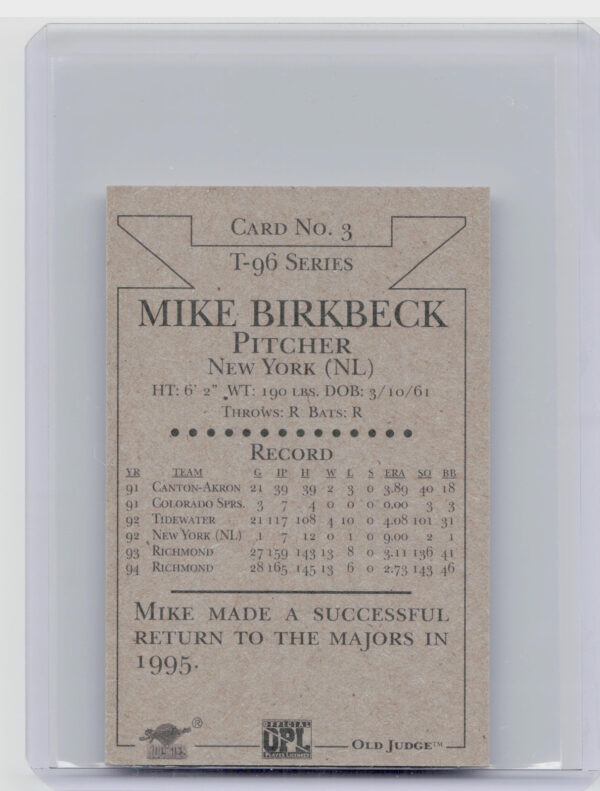 CARD NO. 3
T-96 SERIES
MIKE BIRKBECK
PITCHER
NEW YORK (NL)
HT: 6' 2" WT: 190 LBS. DOB: 3/10/61
THROWS: R BATS: R
RECORD
YR TEAM G IP H W L S ERA SO BB
91 CANTON-AKRON 21 39 39 2 3 0 3.89 40 18
91 COLORADO SPRS. 3 7 4 0 0 0 0.00 3 3
92 TIDEWATER 21 117 108 4 10 0 4.08 101 31
92 NEW YORK (NL) 1 7 12 0 1 0 9.00 2 1
93 RICHMOND 27 159 143 13 8 0 3.11 136 41
94 RICHMOND 28 165 145 13 6 0 2.73 143 46
MIKE MADE A SUCCESSFUL
RETURN TO THE MAJORS IN
1995.
®
OFFICIAL
UPL
PLAYER LICENSEE
OLD JUDGE™